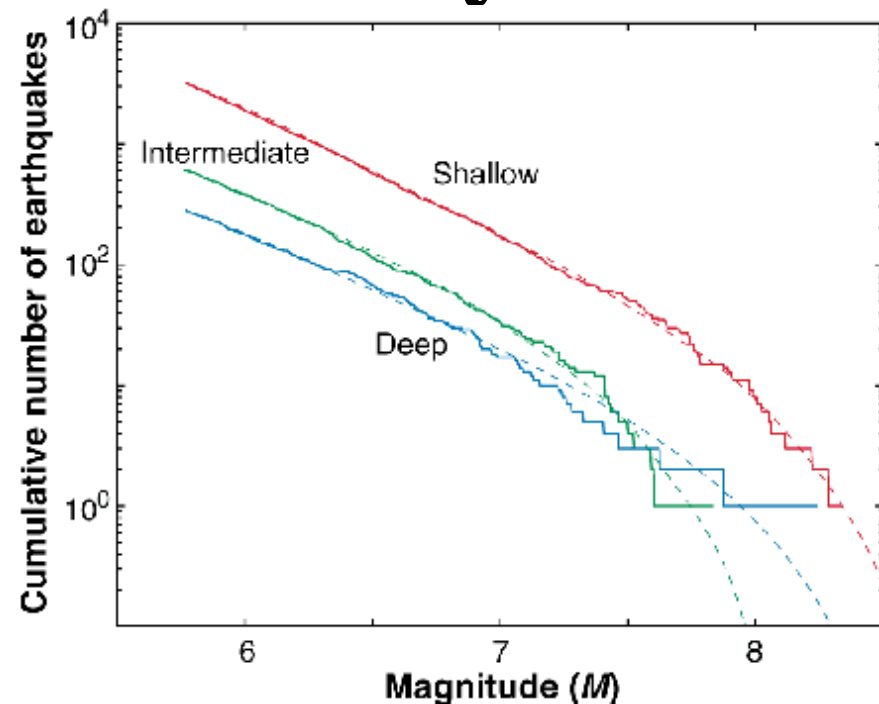 10^4
Intermediate
Shallow
10^2
Deep
10^0
6 7 8
Magnitude (M)
Cumulative number of earthquakes